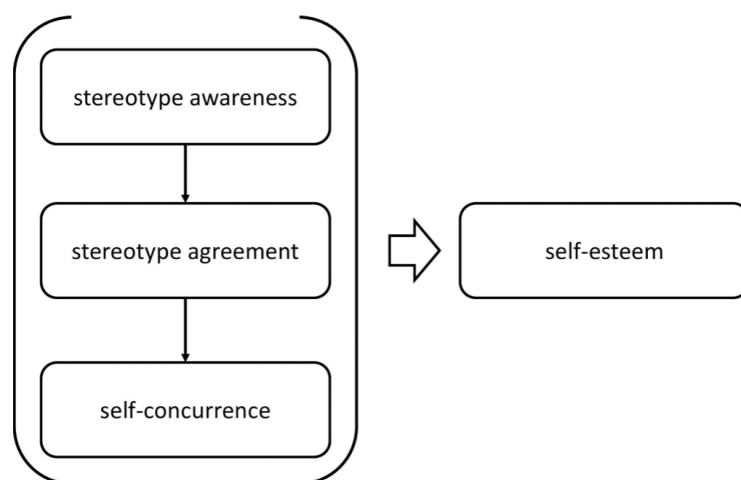 stereotype awareness
stereotype agreement
self-esteem
self-concurrence